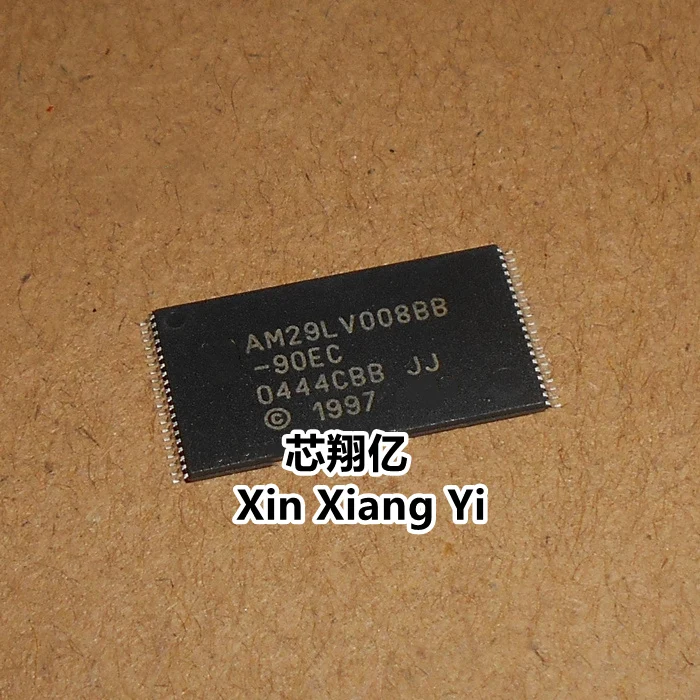 AM29LV008BB
-90EC
0444CBB JJ
© 1997
芯翔亿
Xin Xiang Yi